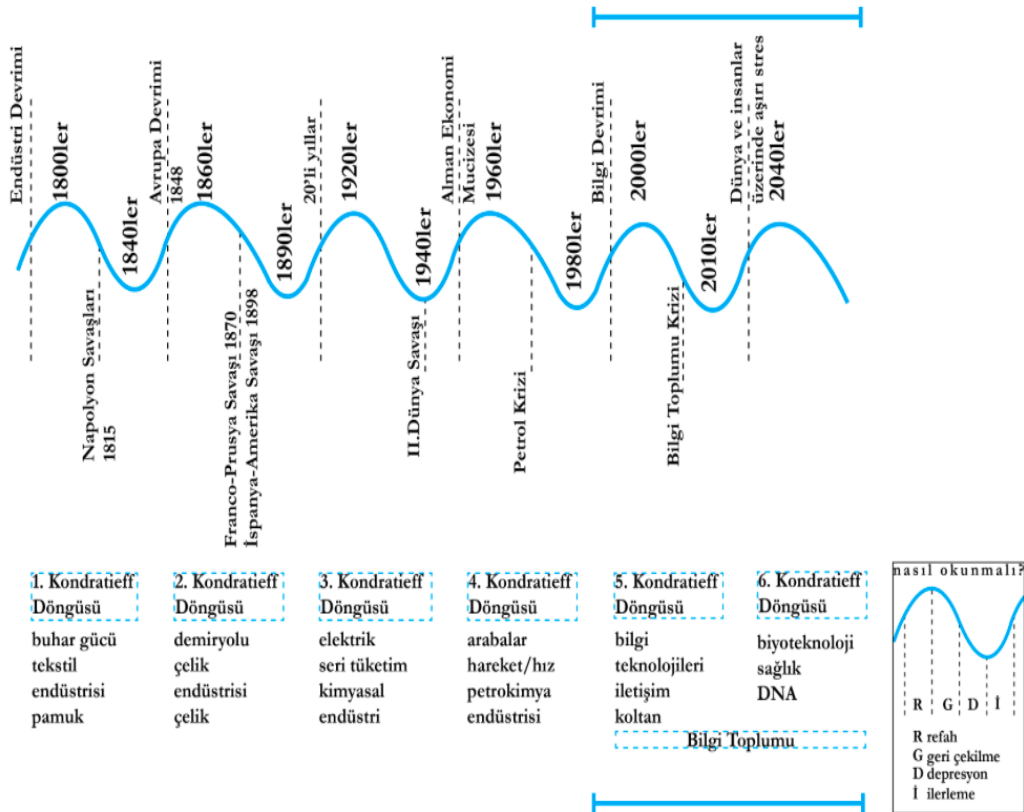 Endüstri Devrimi
1800ler
Napolyon Savaşları
1815
1840ler
Avrupa Devrimi
1848
1860ler
Franco-Prusya Savaşı 1870
İspanya-Amerika Savaşı 1898
1890ler
20'li yıllar
1920ler
1940ler
II.Dünya Savaşı
Alman Ekonomi
Mucizesi
1960ler
Petrol Krizi
1980ler
Bilgi Devrimi
2000ler
Bilgi Toplumu Krizi
2010ler
Dünya ve insanlar
üzerinde aşırı stres
2040ler
1. Kondratieff
Döngüsü
buhar gücü
tekstil
endüstrisi
pamuk
2. Kondratieff
Döngüsü
demiryolu
çelik
endüstrisi
çelik
3. Kondratieff
Döngüsü
elektrik
seri tüketim
kimyasal
endüstri
4. Kondratieff
Döngüsü
arabalar
hareket/hız
petrokimya
endüstrisi
5. Kondratieff
Döngüsü
bilgi
teknolojileri
iletişim
koltan
6. Kondratieff
Döngüsü
biyoteknoloji
sağlık
DNA
Bilgi Toplumu
nasıl okunmalı?
R G D İ
R refah
G geri çekilme
D depresyon
İ ilerleme